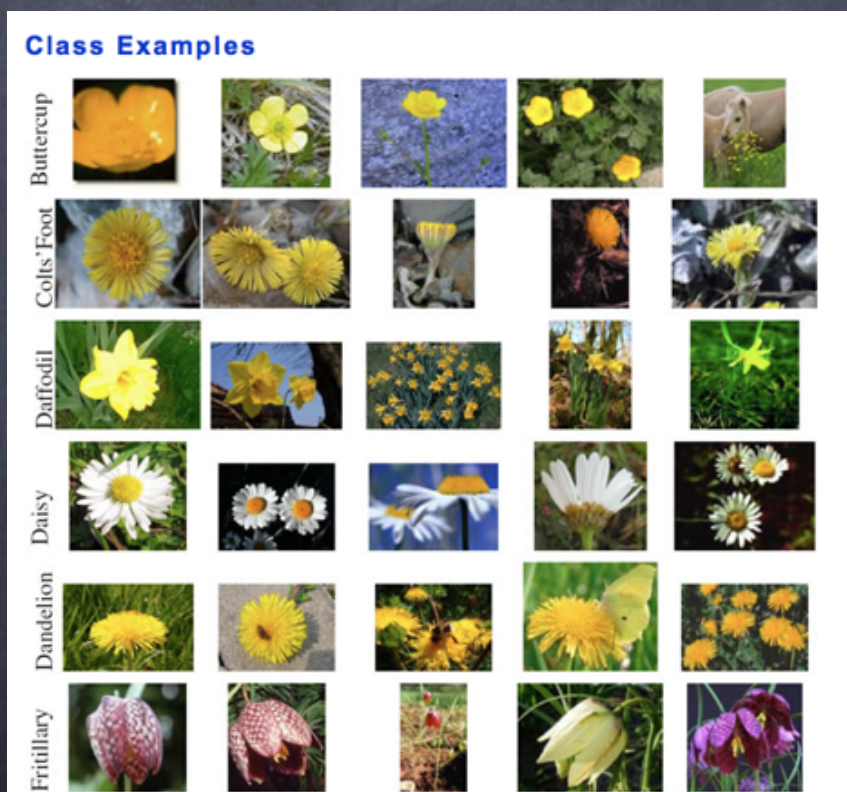 Class Examples
Buttercup
Colts'Foot
Daffodil
Daisy
Dandelion
Fritillary